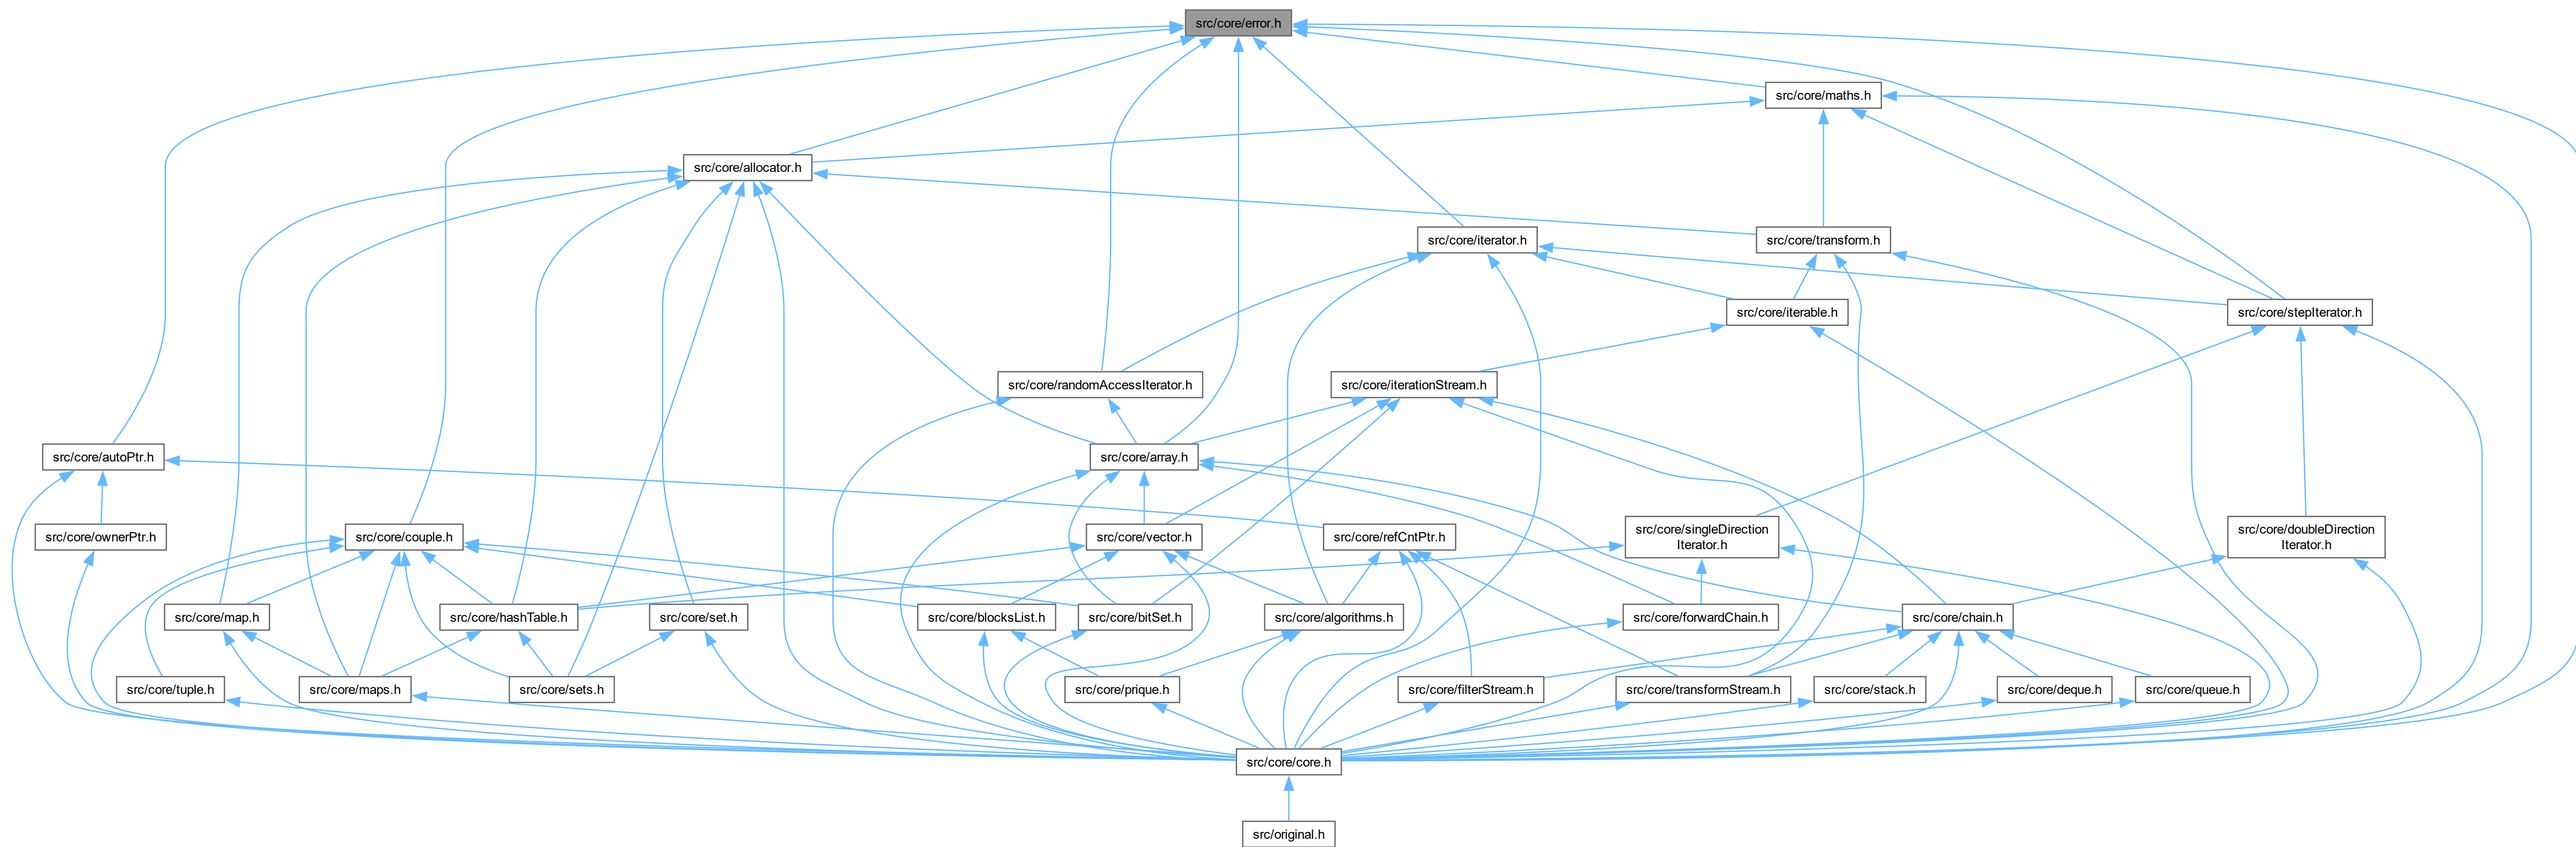 src/core/error.h
src/core/maths.h
src/core/allocator.h
src/core/iterator.h
src/core/transform.h
src/core/iterable.h
src/core/stepIterator.h
src/core/randomAccessIterator.h
src/core/iterationStream.h
src/core/autoPtr.h
src/core/array.h
src/core/ownerPtr.h
src/core/couple.h
src/core/vector.h
src/core/refCntPtr.h
src/core/singleDirection
Iterator.h
src/core/doubleDirection
Iterator.h
src/core/map.h
src/core/hashTable.h
src/core/set.h
src/core/blocksList.h
src/core/bitSet.h
src/core/algorithms.h
src/core/forwardChain.h
src/core/chain.h
src/core/tuple.h
src/core/maps.h
src/core/sets.h
src/core/prique.h
src/core/filterStream.h
src/core/transformStream.h
src/core/stack.h
src/core/deque.h
src/core/queue.h
src/core/core.h
src/original.h